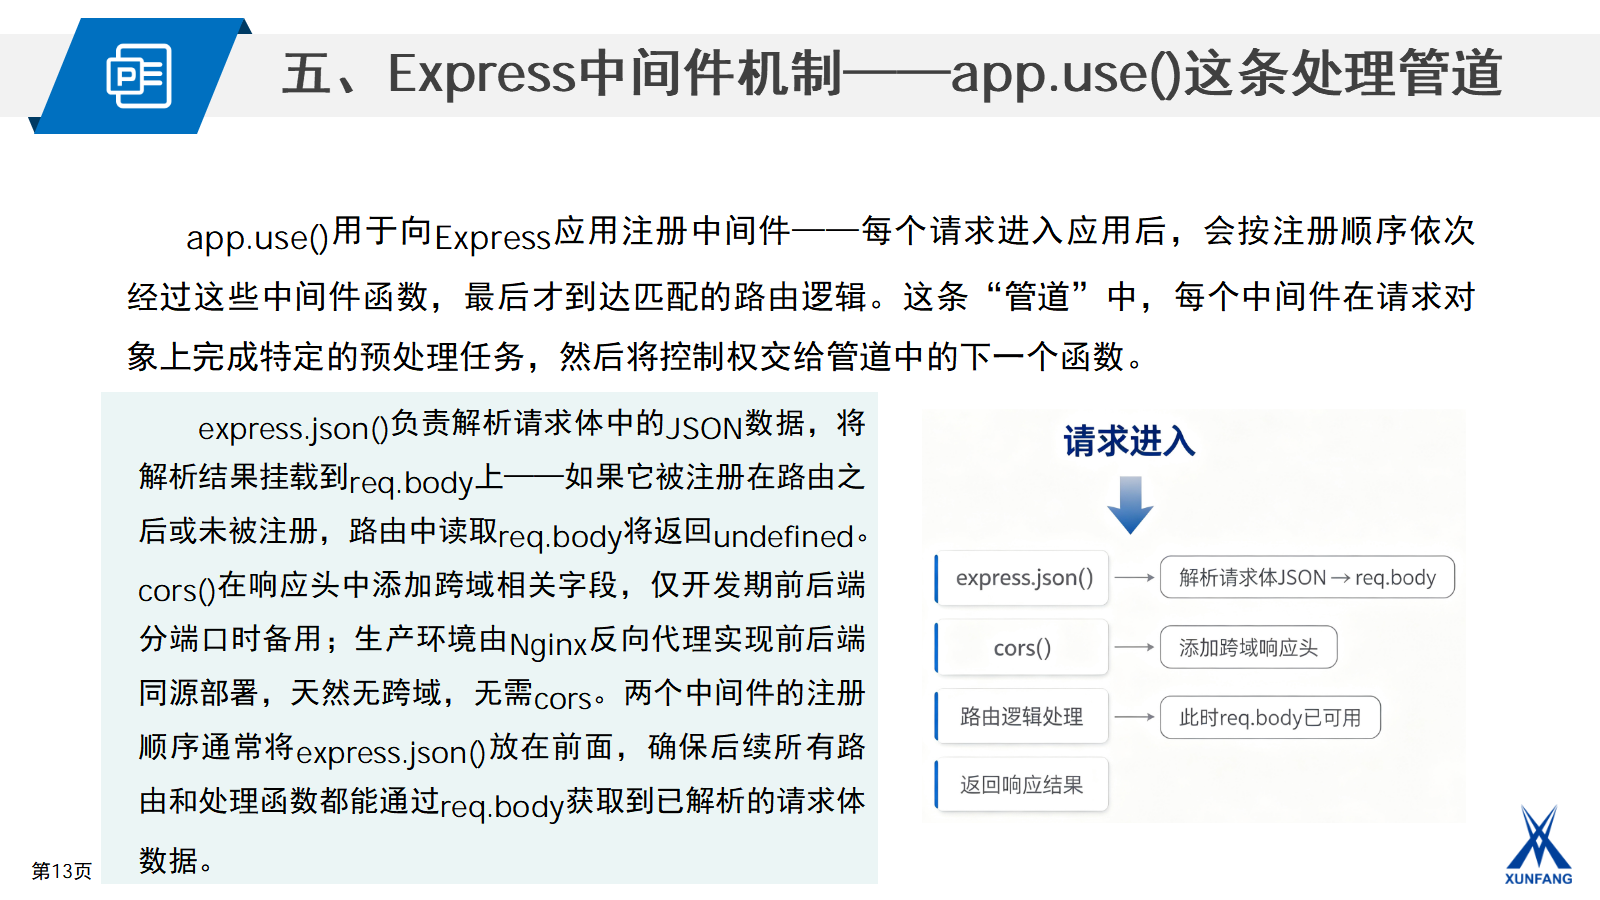 五、Express中间件机制——app.use()这条处理管道
app.use()用于向Express应用注册中间件——每个请求进入应用后，会按注册顺序依次
经过这些中间件函数，最后才到达匹配的路由逻辑。这条“管道”中，每个中间件在请求对
象上完成特定的预处理任务，然后将控制权交给管道中的下一个函数。
express.json()负责解析请求体中的JSON数据，将
解析结果挂载到req.body上——如果它被注册在路由之
后或未被注册，路由中读取req.body将返回undefined。
cors()在响应头中添加跨域相关字段，仅开发期前后端
分端口时备用；生产环境由Nginx反向代理实现前后端
同源部署，天然无跨域，无需cors。两个中间件的注册
顺序通常将express.json()放在前面，确保后续所有路
由和处理函数都能通过req.body获取到已解析的请求体
数据。
请求进入
express.json()
解析请求体JSON→req.body
cors()
添加跨域响应头
路由逻辑处理
此时req.body已可用
返回响应结果
第13页
XUNFANG